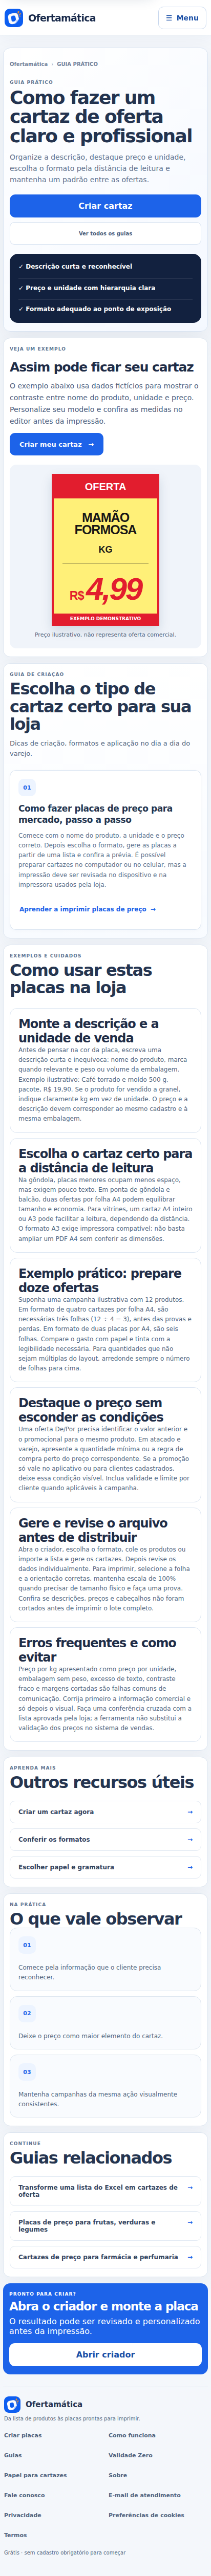 Ofertamática
☰ Menu
Ofertamática › GUIA PRÁTICO
GUIA PRÁTICO
Como fazer um
cartaz de oferta
claro e profissional
Organize a descrição, destaque preço e unidade,
escolha o formato pela distância de leitura e
mantenha um padrão entre as ofertas.
Criar cartaz
Ver todos os guias
✓ Descrição curta e reconhecível
✓ Preço e unidade com hierarquia clara
✓ Formato adequado ao ponto de exposição
VEJA UM EXEMPLO
Assim pode ficar seu cartaz
O exemplo abaixo usa dados fictícios para mostrar o
contraste entre nome do produto, unidade e preço.
Personalize seu modelo e confira as medidas no
editor antes da impressão.
Criar meu cartaz →
OFERTA
MAMÃO
FORMOSA
KG
R$ 4,99
EXEMPLO DEMONSTRATIVO
Preço ilustrativo, não representa oferta comercial.
GUIA DE CRIAÇÃO
Escolha o tipo de
cartaz certo para sua
loja
Dicas de criação, formatos e aplicação no dia a dia do
varejo.
01
Como fazer placas de preço para
mercado, passo a passo
Comece com o nome do produto, a unidade e o preço
correto. Depois escolha o formato, gere as placas a
partir de uma lista e confira a prévia. É possível
preparar cartazes no computador ou no celular, mas a
impressão deve ser revisada no dispositivo e na
impressora usados pela loja.
Aprender a imprimir placas de preço →
EXEMPLOS E CUIDADOS
Como usar estas
placas na loja
Monte a descrição e a
unidade de venda
Antes de pensar na cor da placa, escreva uma
descrição curta e inequívoca: nome do produto, marca
quando relevante e peso ou volume da embalagem.
Exemplo ilustrativo: Café torrado e moído 500 g,
pacote, R$ 19,90. Se o produto for vendido a granel,
indique claramente kg em vez de unidade. O preço e a
descrição devem corresponder ao mesmo cadastro e à
mesma embalagem.
Escolha o cartaz certo para
a distância de leitura
Na gôndola, placas menores ocupam menos espaço,
mas exigem pouco texto. Em ponta de gôndola e
balcão, duas ofertas por folha A4 podem equilibrar
tamanho e economia. Para vitrines, um cartaz A4 inteiro
ou A3 pode facilitar a leitura, dependendo da distância.
O formato A3 exige impressora compatível; não basta
ampliar um PDF A4 sem conferir as dimensões.
Exemplo prático: prepare
doze ofertas
Suponha uma campanha ilustrativa com 12 produtos.
Em formato de quatro cartazes por folha A4, são
necessárias três folhas (12 ÷ 4 = 3), antes das provas e
perdas. Em formato de duas placas por A4, são seis
folhas. Compare o gasto com papel e tinta com a
legibilidade necessária. Para quantidades que não
sejam múltiplas do layout, arredonde sempre o número
de folhas para cima.
Destaque o preço sem
esconder as condições
Uma oferta De/Por precisa identificar o valor anterior e
o promocional para o mesmo produto. Em atacado e
varejo, apresente a quantidade mínima ou a regra de
compra perto do preço correspondente. Se a promoção
só vale no aplicativo ou para clientes cadastrados,
deixe essa condição visível. Inclua validade e limite por
cliente quando aplicáveis à campanha.
Gere e revise o arquivo
antes de distribuir
Abra o criador, escolha o formato, cole os produtos ou
importe a lista e gere os cartazes. Depois revise os
dados individualmente. Para imprimir, selecione a folha
e a orientação corretas, mantenha escala de 100%
quando precisar de tamanho físico e faça uma prova.
Confira se descrições, preços e cabeçalhos não foram
cortados antes de imprimir o lote completo.
Erros frequentes e como
evitar
Preço por kg apresentado como preço por unidade,
embalagem sem peso, excesso de texto, contraste
fraco e margens cortadas são falhas comuns de
comunicação. Corrija primeiro a informação comercial e
só depois o visual. Faça uma conferência cruzada com a
lista aprovada pela loja; a ferramenta não substitui a
validação dos preços no sistema de vendas.
APRENDA MAIS
Outros recursos úteis
Criar um cartaz agora →
Conferir os formatos →
Escolher papel e gramatura →
NA PRÁTICA
O que vale observar
01
Comece pela informação que o cliente precisa
reconhecer.
02
Deixe o preço como maior elemento do cartaz.
03
Mantenha campanhas da mesma ação visualmente
consistentes.
CONTINUE
Guias relacionados
Transforme uma lista do Excel em cartazes de →
oferta
Placas de preço para frutas, verduras e →
legumes
Cartazes de preço para farmácia e perfumaria →
PRONTO PARA CRIAR?
Abra o criador e monte a placa
O resultado pode ser revisado e personalizado
antes da impressão.
Abrir criador
Ofertamática
Da lista de produtos às placas prontas para imprimir.
Criar placas
Como funciona
Guias
Validade Zero
Papel para cartazes
Sobre
Fale conosco
E-mail de atendimento
Privacidade
Preferências de cookies
Termos
Grátis · sem cadastro obrigatório para começar